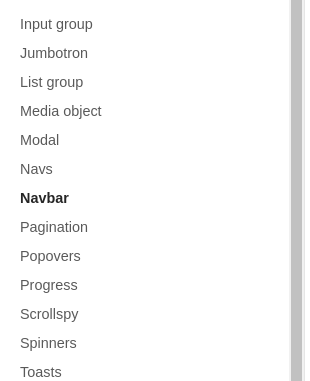 Input group
Jumbotron
List group
Media object
Modal
Navs
Navbar
Pagination
Popovers
Progress
Scrollspy
Spinners
Toasts